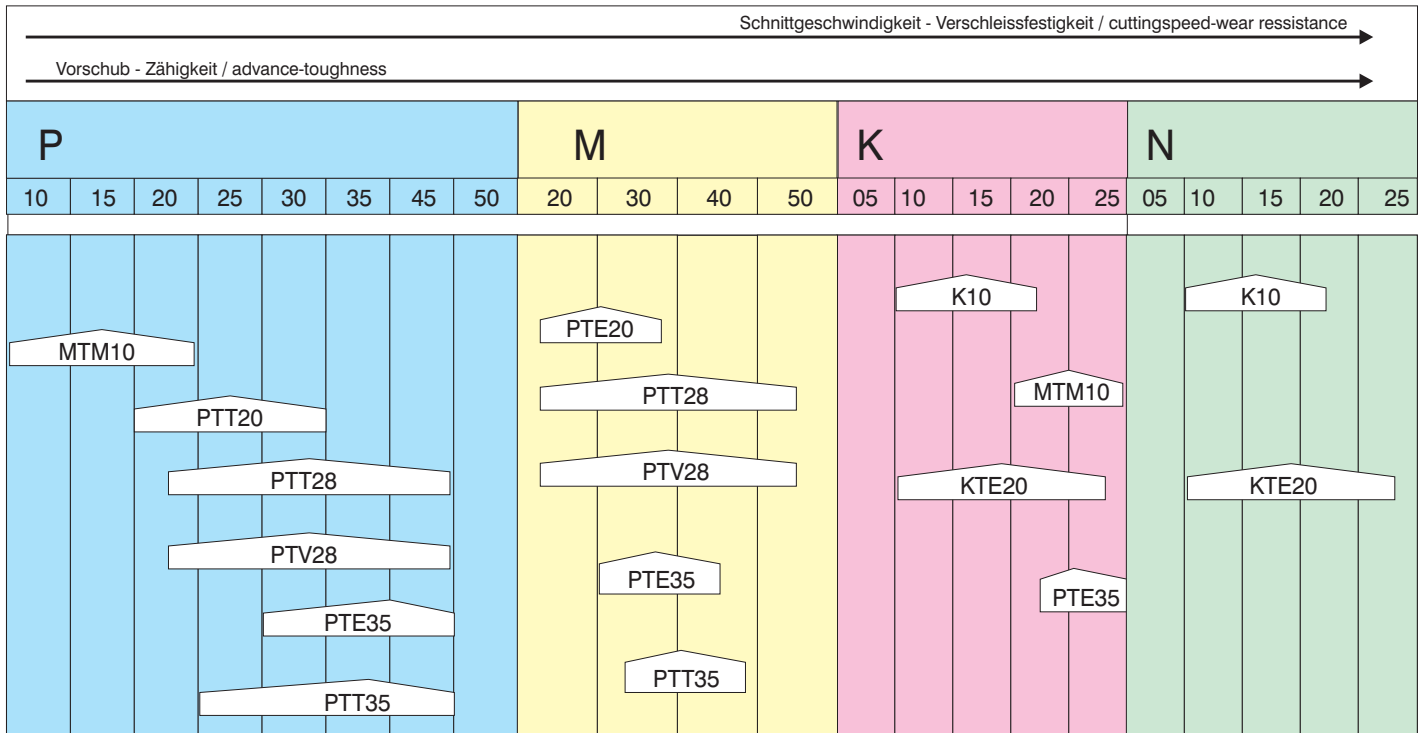 Schnittgeschwindigkeit - Verschleissfestigkeit / cuttingspeed-wear ressistance
Vorschub - Zähigkeit / advance-toughness
P M K N
10 15 20 25 30 35 45 50 20 30 40 50 05 10 15 20 25 05 10 15 20 25
K10 K10
PTE20
MTM10
PTT28 MTM10
PTT20
PTV28
PTT28 KTE20 KTE20
PTV28
PTE35 PTE35
PTE35
PTT35
PTT35